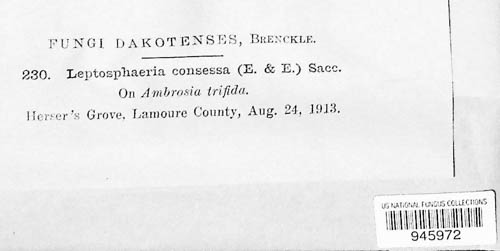 FUNGI DAKOTENSES, BRENCKLE.
230. Leptosphaeria consessa (E. & E.) Sacc.
On Ambrosia trifida.
Herser's Grove, Lamoure County, Aug. 24, 1913.
US NATIONAL FUNGUS COLLECTIONS
945972